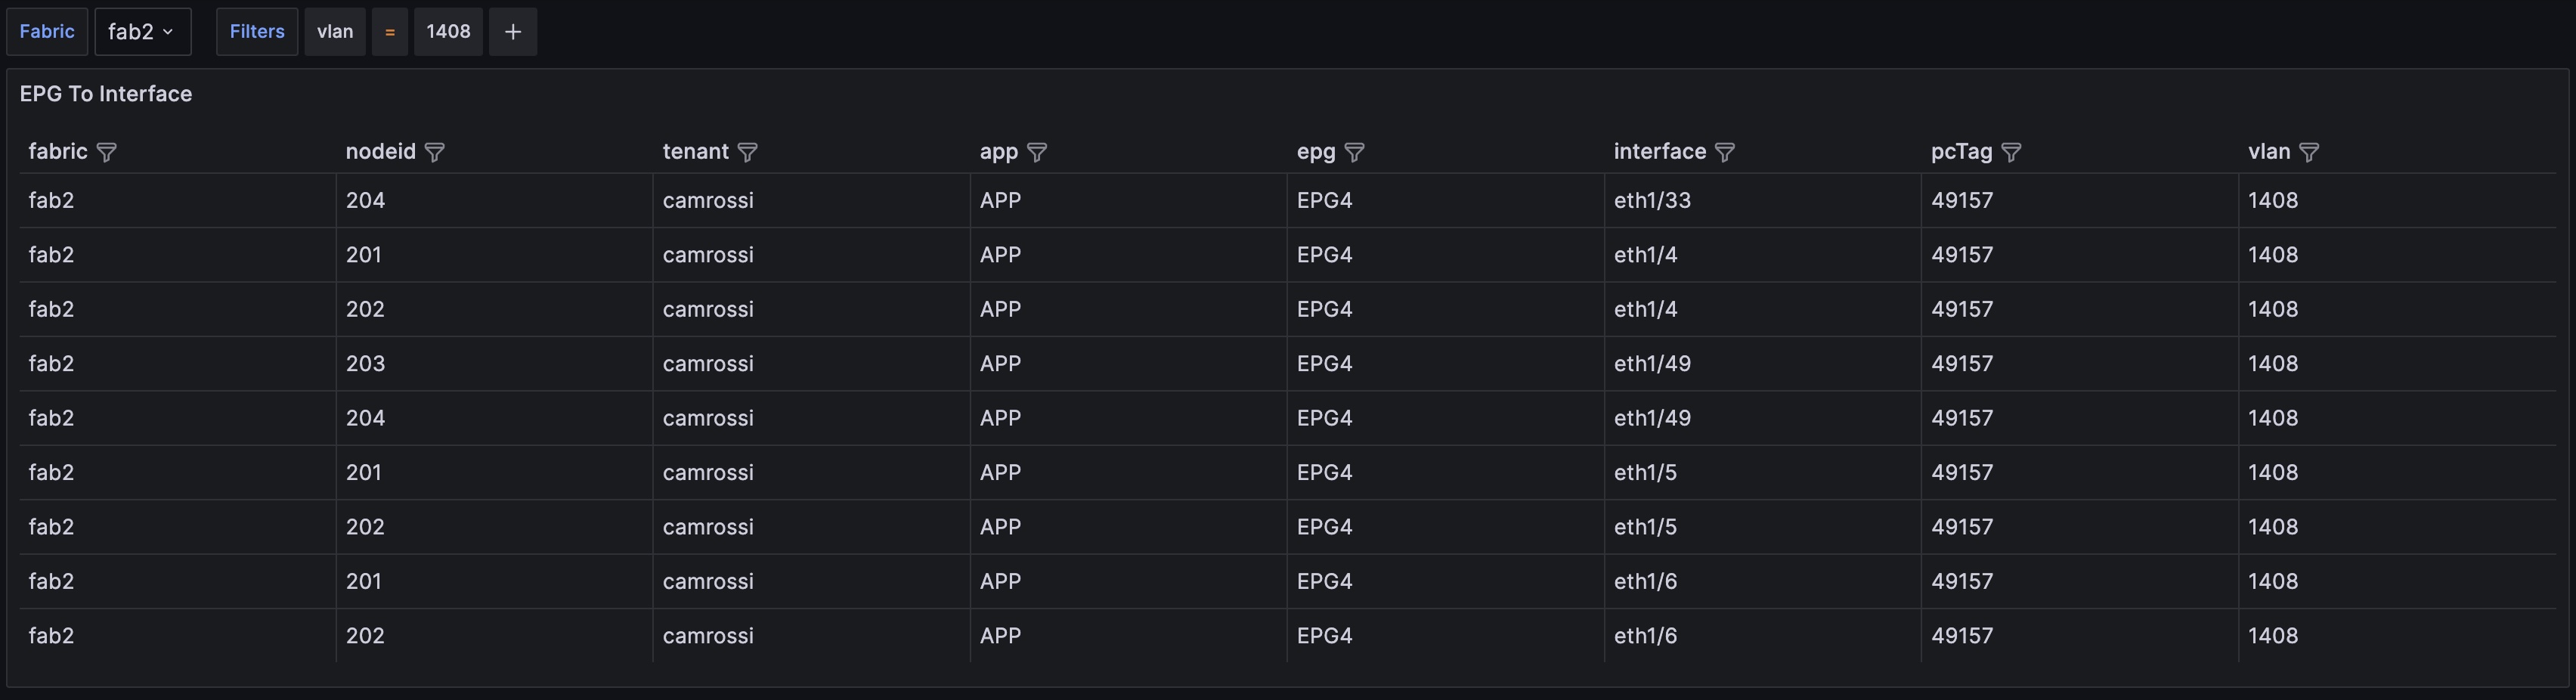 Fabric fab2 Filters vlan = 1408 +
EPG To Interface
fabric nodeid tenant app epg interface pcTag vlan
fab2 204 camrossi APP EPG4 eth1/33 49157 1408
fab2 201 camrossi APP EPG4 eth1/4 49157 1408
fab2 202 camrossi APP EPG4 eth1/4 49157 1408
fab2 203 camrossi APP EPG4 eth1/49 49157 1408
fab2 204 camrossi APP EPG4 eth1/49 49157 1408
fab2 201 camrossi APP EPG4 eth1/5 49157 1408
fab2 202 camrossi APP EPG4 eth1/5 49157 1408
fab2 201 camrossi APP EPG4 eth1/6 49157 1408
fab2 202 camrossi APP EPG4 eth1/6 49157 1408